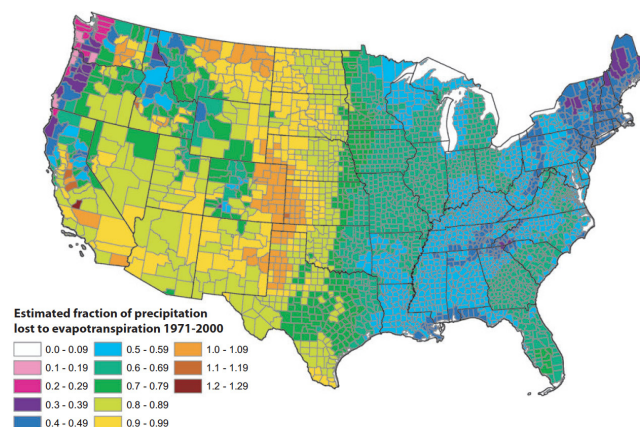 Estimated fraction of precipitation
lost to evapotranspiration 1971-2000
0.0 - 0.09 0.5 - 0.59 1.0 - 1.09
0.1 - 0.19 0.6 - 0.69 1.1 - 1.19
0.2 - 0.29 0.7 - 0.79 1.2 - 1.29
0.3 - 0.39 0.8 - 0.89
0.4 - 0.49 0.9 - 0.99